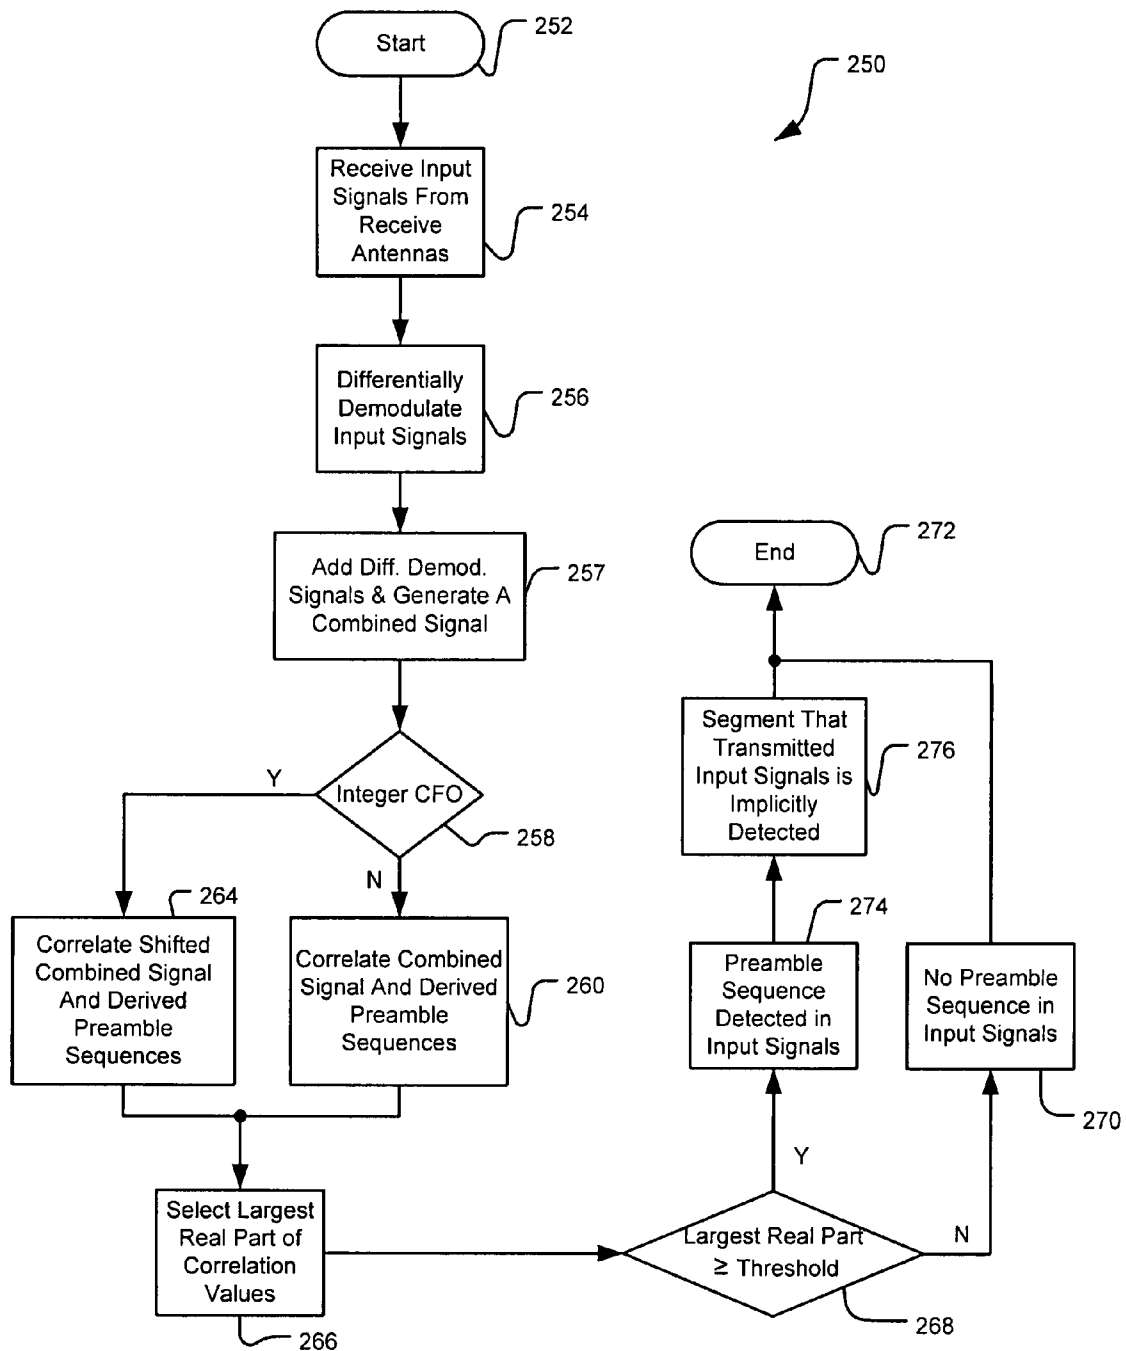 Start
252
250
Receive Input
Signals From
Receive
Antennas
254
Differentially
Demodulate
Input Signals
256
Add Diff. Demod.
Signals & Generate A
Combined Signal
257
Integer CFO
258
Y
N
264
Correlate Shifted
Combined Signal
And Derived
Preamble
Sequences
Correlate Combined
Signal And Derived
Preamble
Sequences
260
Select Largest
Real Part of
Correlation
Values
266
Largest Real Part
≥ Threshold
268
Y
N
274
Preamble
Sequence
Detected in
Input Signals
No Preamble
Sequence in
Input Signals
270
Segment That
Transmitted
Input Signals is
Implicitly
Detected
276
End
272